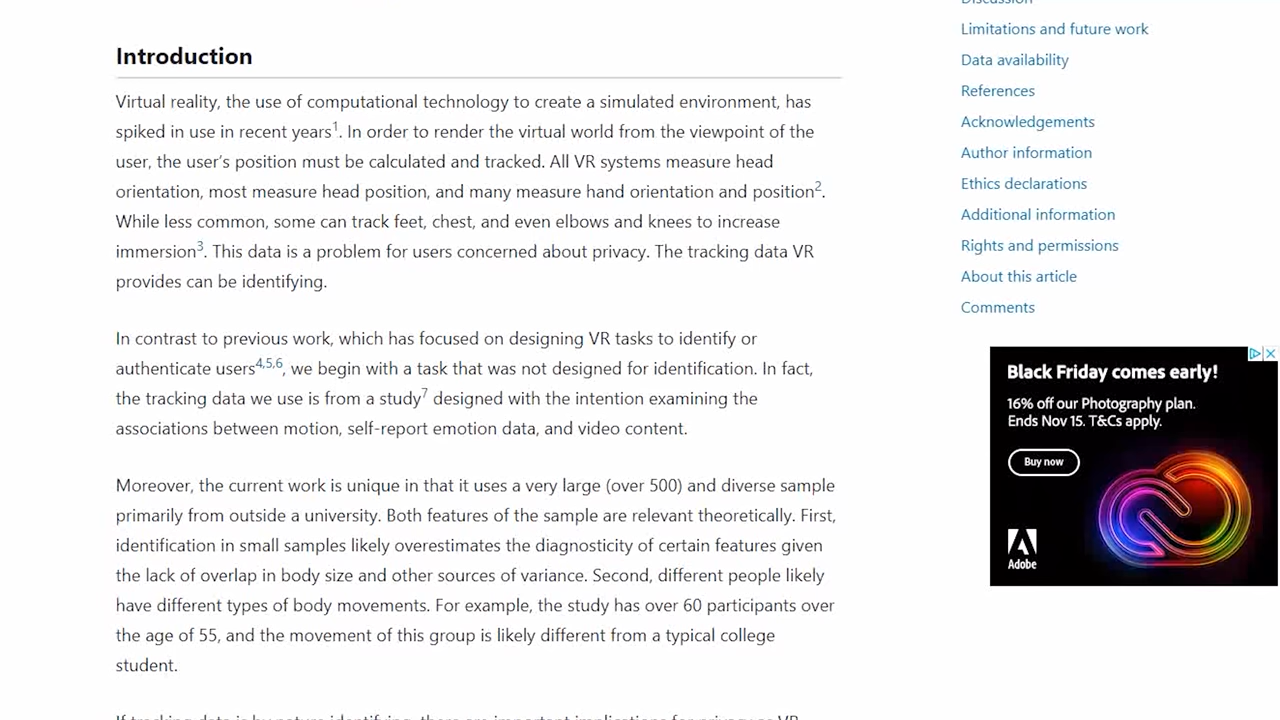 Introduction
Virtual reality, the use of computational technology to create a simulated environment, has
spiked in use in recent years1. In order to render the virtual world from the viewpoint of the
user, the user’s position must be calculated and tracked. All VR systems measure head
orientation, most measure head position, and many measure hand orientation and position2.
While less common, some can track feet, chest, and even elbows and knees to increase
immersion3. This data is a problem for users concerned about privacy. The tracking data VR
provides can be identifying.
In contrast to previous work, which has focused on designing VR tasks to identify or
authenticate users4,5,6, we begin with a task that was not designed for identification. In fact,
the tracking data we use is from a study7 designed with the intention examining the
associations between motion, self-report emotion data, and video content.
Moreover, the current work is unique in that it uses a very large (over 500) and diverse sample
primarily from outside a university. Both features of the sample are relevant theoretically. First,
identification in small samples likely overestimates the diagnosticity of certain features given
the lack of overlap in body size and other sources of variance. Second, different people likely
have different types of body movements. For example, the study has over 60 participants over
the age of 55, and the movement of this group is likely different from a typical college
student.
If tracking data is by nature identifying, there are important implications for privacy as VR
Discussion
Limitations and future work
Data availability
References
Acknowledgements
Author information
Ethics declarations
Additional information
Rights and permissions
About this article
Comments
Black Friday comes early!
16% off our Photography plan.
Ends Nov 15. T&Cs apply.
Buy now
Adobe